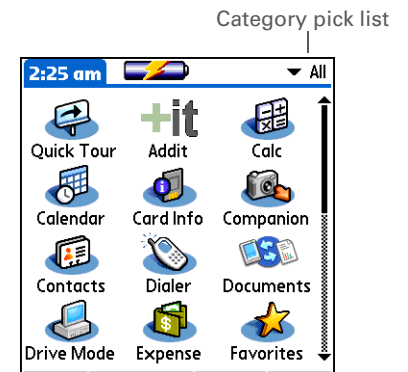 Category pick list
2:25 am All
+it
Quick Tour Addit Calc
Calendar Card Info Companion
Contacts Dialer Documents
Drive Mode Expense Favorites